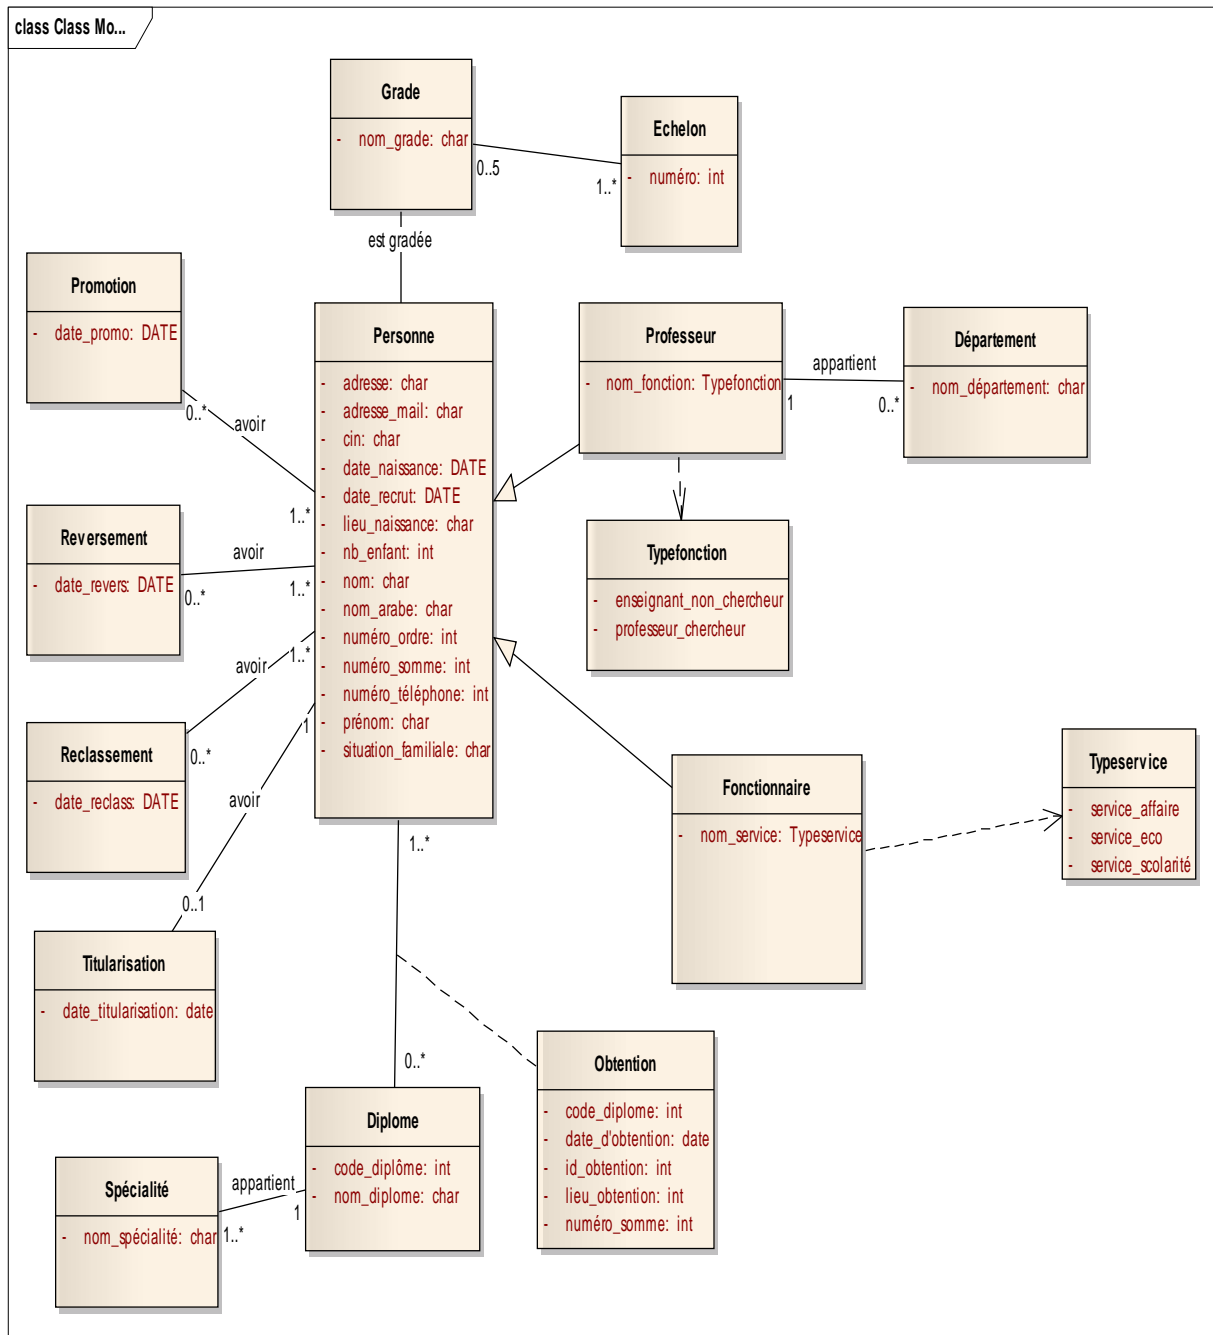 class Class Mo...
Grade
- nom_grade: char
Echelon
- numéro: int
0..5
1..*
est gradée
Promotion
- date_promo: DATE
0..*
avoir
1..*
Reversement
- date_revers: DATE
0..*
avoir
1..*
Reclassement
- date_reclass: DATE
0..*
avoir
1..*
Titularisation
- date_titularisation: date
0..1
avoir
1
Personne
- adresse: char
- adresse_mail: char
- cin: char
- date_naissance: DATE
- date_recrut: DATE
- lieu_naissance: char
- nb_enfant: int
- nom: char
- nom_arabe: char
- numéro_ordre: int
- numéro_somme: int
- numéro_téléphone: int
- prénom: char
- situation_familiale: char
Professeur
- nom_fonction: Typefonction
appartient
1
0..*
Département
- nom_département: char
Typefonction
- enseignant_non_chercheur
- professeur_chercheur
Fonctionnaire
- nom_service: Typeservice
Typeservice
- service_affaire
- service_eco
- service_scolarité
1..*
0..*
Obtention
- code_diplome: int
- date_d'obtention: date
- id_obtention: int
- lieu_obtention: int
- numéro_somme: int
Diplome
- code_diplôme: int
- nom_diplome: char
appartient
1
1..*
Spécialité
- nom_spécialité: char